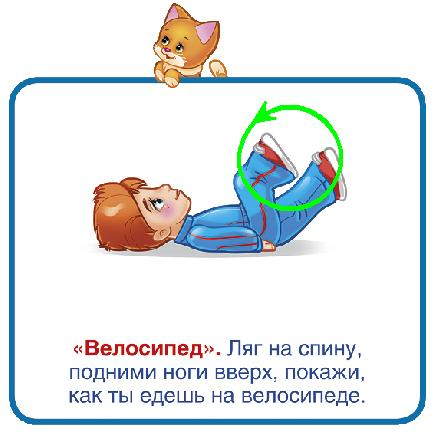 «Велосипед». Ляг на спину,
подними ноги вверх, покажи,
как ты едешь на велосипеде.